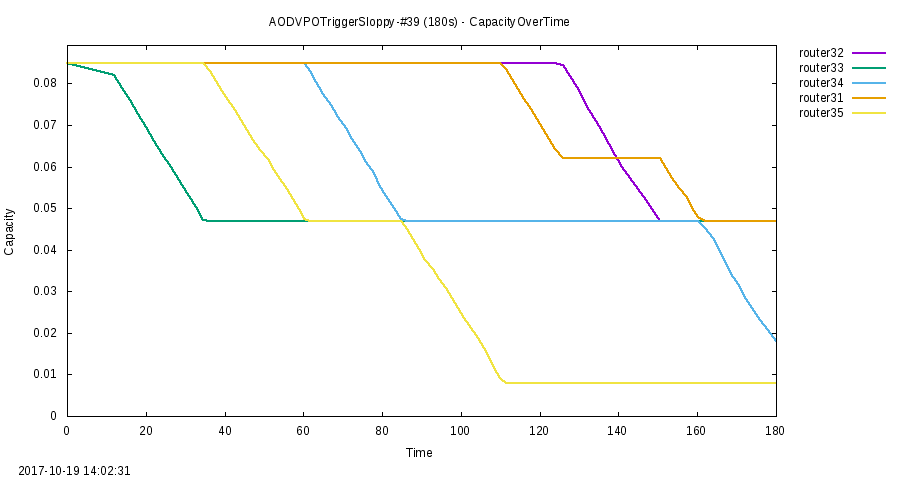 AODVPOTriggerSloppy-#39 (180s) - CapacityOverTime
router32
router33
router34
router31
router35
0.08
0.07
0.06
0.05
0.04
0.03
0.02
0.01
0
Capacity
0 20 40 60 80 100 120 140 160 180
Time
2017-10-19 14:02:31